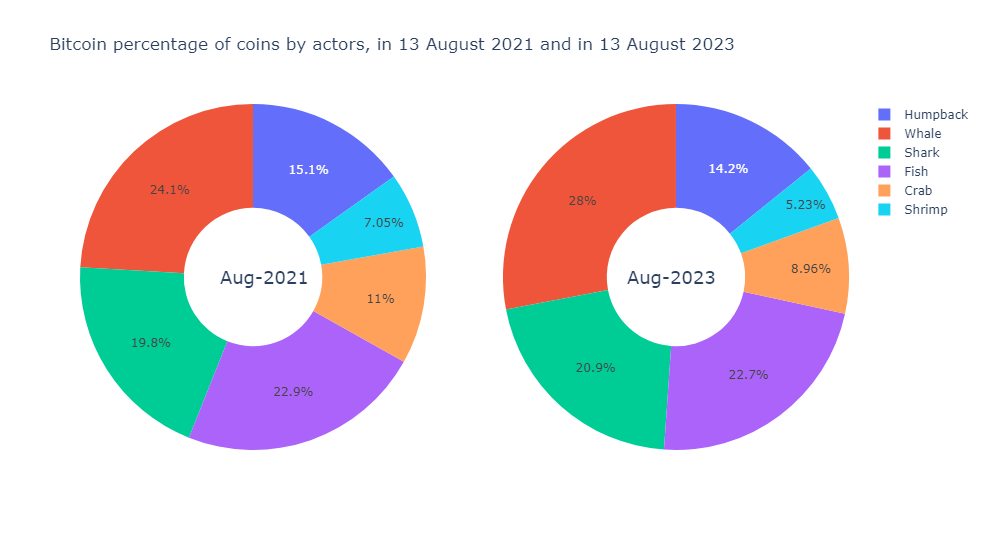 Bitcoin percentage of coins by actors, in 13 August 2021 and in 13 August 2023
15.1%
7.05%
11%
22.9%
19.8%
24.1%
Aug-2021
14.2%
5.23%
8.96%
22.7%
20.9%
28%
Aug-2023
Humpback
Whale
Shark
Fish
Crab
Shrimp